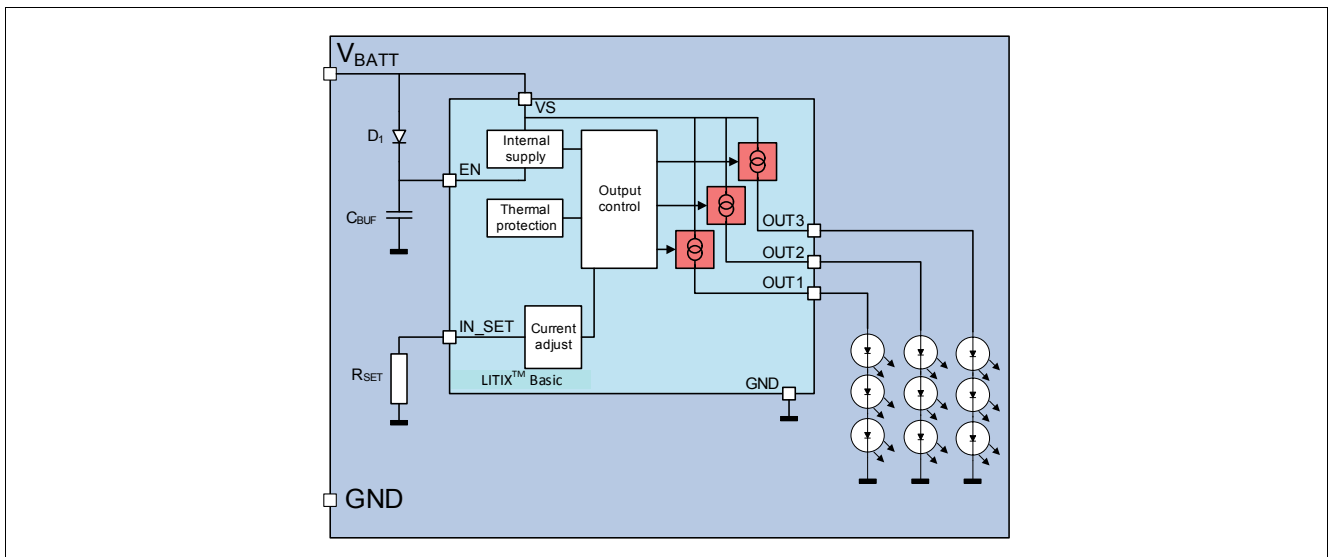 VBATT
VS
D1
Internal
supply
EN
Output
control
CBUF
Thermal
protection
OUT3
OUT2
OUT1
IN_SET
Current
adjust
RSET
LITIX™ Basic
GND
GND